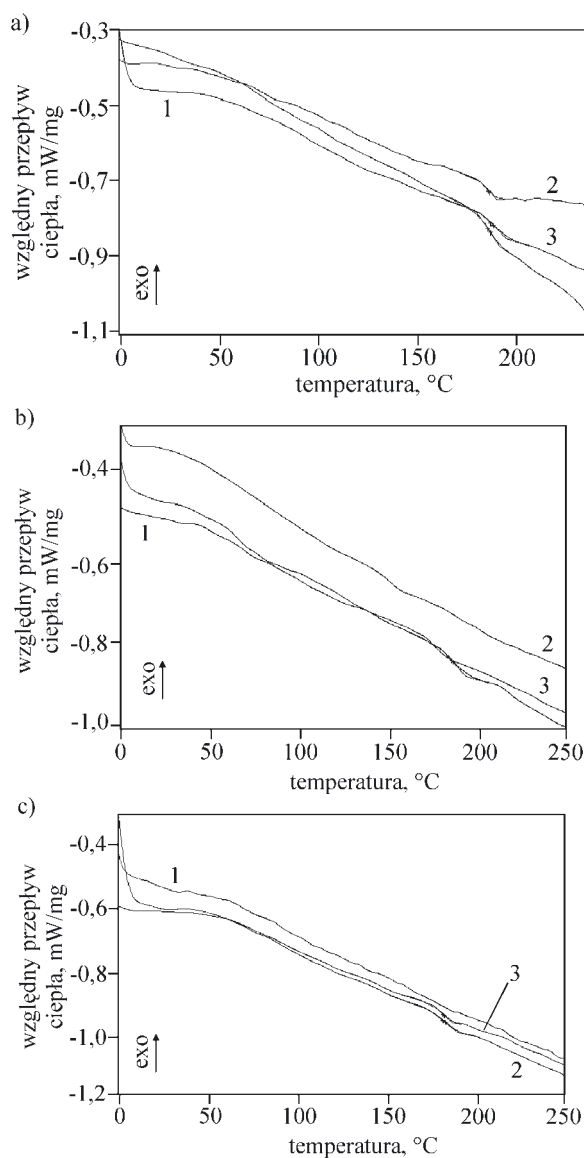 a)
-0,3
-0,5
-0,7
-0,9
-1,1
względny przepływ
ciepła, mW/mg
exo
1
2
3
0 50 100 150 200
temperatura, °C
b)
-0,4
-0,6
-0,8
-1,0
względny przepływ
ciepła, mW/mg
exo
1
2
3
0 50 100 150 200 250
temperatura, °C
c)
-0,4
-0,6
-0,8
-1,0
-1,2
względny przepływ
ciepła, mW/mg
exo
1
3
2
0 50 100 150 200 250
temperatura, °C